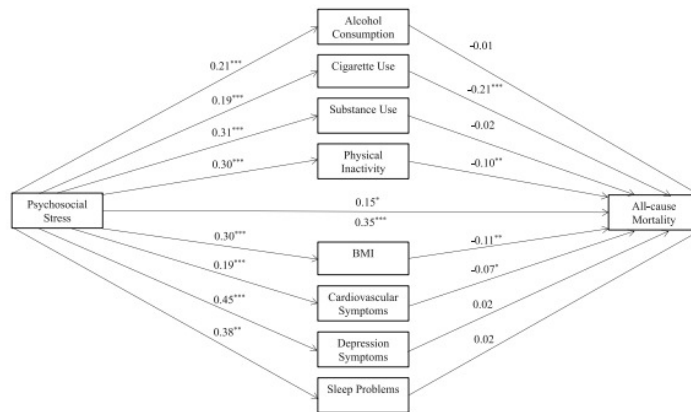 Alcohol
Consumption
-0.01
0.21***
Cigarette Use
-0.21***
0.19***
Substance Use
-0.02
0.31***
0.30***
Physical
Inactivity
-0.10**
Psychosocial
Stress
0.15*
0.35***
All-cause
Mortality
0.30***
BMI
-0.11**
0.19***
Cardiovascular
Symptoms
-0.07*
0.45***
Depression
Symptoms
0.02
0.38**
Sleep Problems
0.02